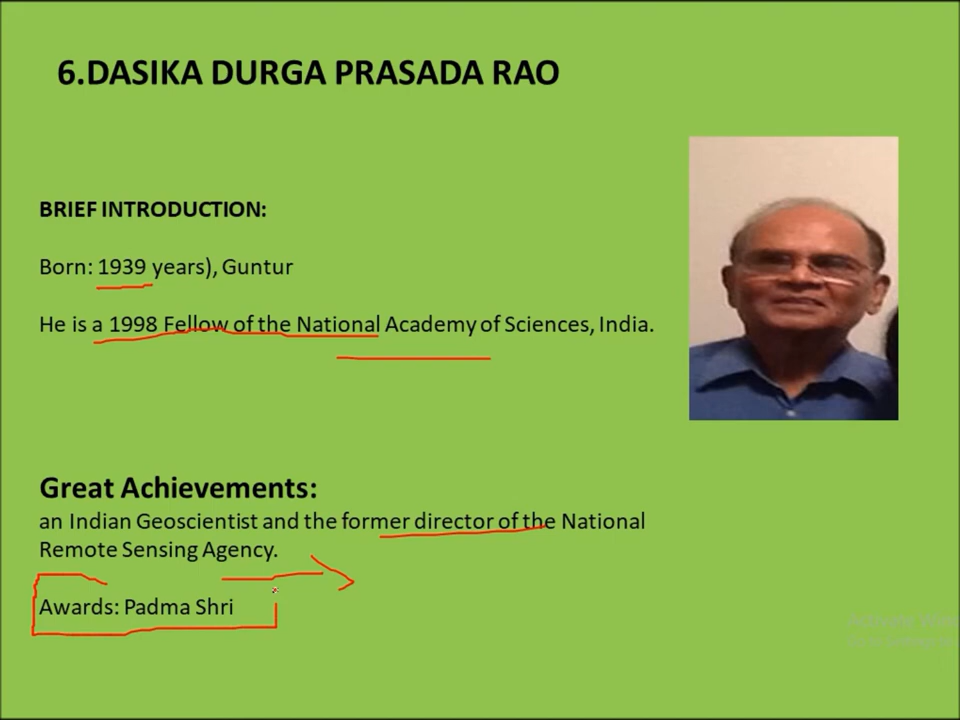 6.DASIKA DURGA PRASADA RAO
BRIEF INTRODUCTION:
Born: 1939 years), Guntur
He is a 1998 Fellow of the National Academy of Sciences, India.
Great Achievements:
an Indian Geoscientist and the former director of the National
Remote Sensing Agency.
Awards: Padma Shri